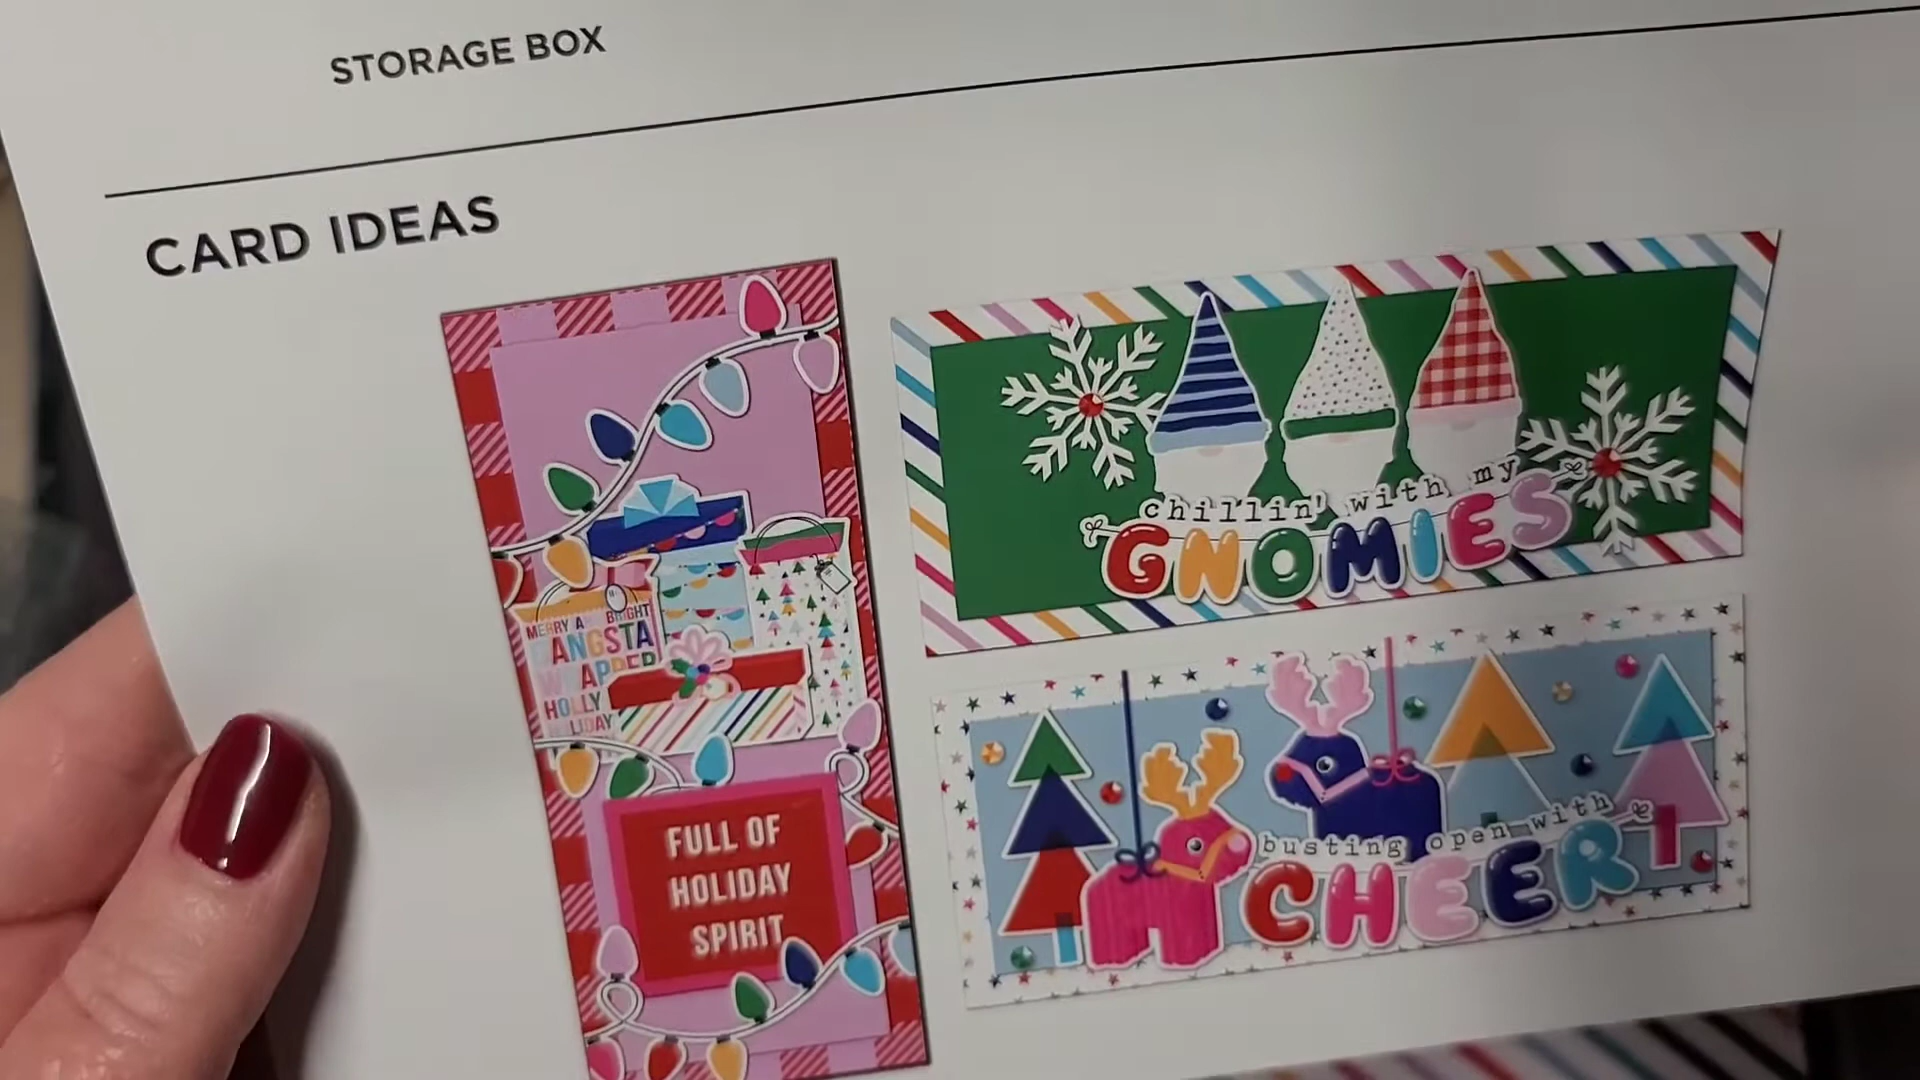 STORAGE BOX
CARD IDEAS
MERRY A BRIGHT
GANGSTA
WRAPPED
HOLLY
HOLIDAY
FULL OF
HOLIDAY
SPIRIT
chillin' with my
GNOMIES
busting open with
CHEER